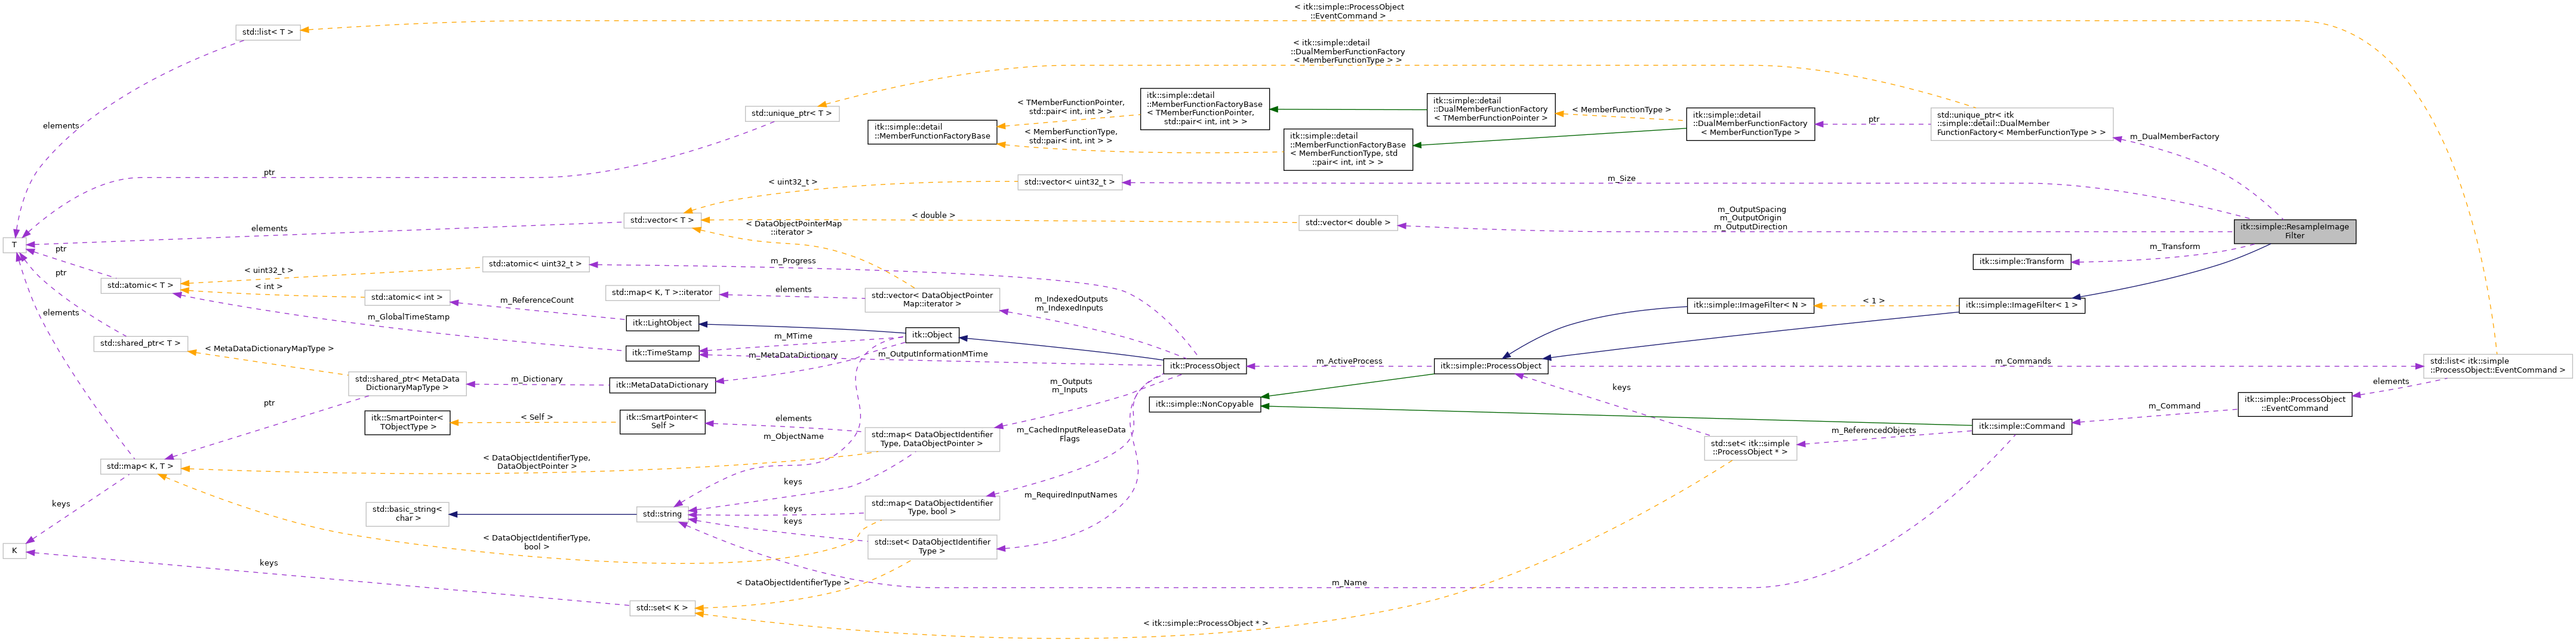 < itk::simple::ProcessObject
::EventCommand >
std::list< T >
< itk::simple::detail
::DualMemberFunctionFactory
< MemberFunctionType > >
elements
std::unique_ptr< T >
itk::simple::detail
::MemberFunctionFactoryBase
< TMemberFunctionPointer,
std::pair< int, int > >
< TMemberFunctionPointer,
std::pair< int, int > >
itk::simple::detail
::DualMemberFunctionFactory
< TMemberFunctionPointer >
< MemberFunctionType >
itk::simple::detail
::DualMemberFunctionFactory
< MemberFunctionType >
ptr
std::unique_ptr< itk
::simple::detail::DualMember
FunctionFactory< MemberFunctionType > >
m_DualMemberFactory
itk::simple::detail
::MemberFunctionFactoryBase
< MemberFunctionType,
std::pair< int, int > >
itk::simple::detail
::MemberFunctionFactoryBase
< MemberFunctionType, std
::pair< int, int > >
ptr
< uint32_t >
std::vector< uint32_t >
m_Size
std::vector< T >
< double >
std::vector< double >
m_OutputSpacing
m_OutputOrigin
m_OutputDirection
itk::simple::ResampleImage
Filter
elements
< DataObjectPointerMap
::iterator >
T
ptr
m_Transform
itk::simple::Transform
ptr
< uint32_t >
std::atomic< uint32_t >
m_Progress
std::atomic< T >
< int >
std::atomic< int >
m_ReferenceCount
std::map< K, T >::iterator
elements
std::vector< DataObjectPointer
Map::iterator >
m_IndexedOutputs
m_IndexedInputs
itk::simple::ImageFilter< N >
< 1 >
itk::simple::ImageFilter< 1 >
elements
m_GlobalTimeStamp
itk::LightObject
itk::Object
m_MTime
std::shared_ptr< T >
< MetaDataDictionaryMapType >
itk::TimeStamp
m_MetaDataDictionary
m_OutputInformationMTime
itk::ProcessObject
m_ActiveProcess
itk::simple::ProcessObject
m_Commands
std::list< itk::simple
::ProcessObject::EventCommand >
std::shared_ptr< MetaData
DictionaryMapType >
m_Dictionary
itk::MetaDataDictionary
m_Outputs
m_Inputs
keys
elements
ptr
itk::simple::NonCopyable
itk::simple::ProcessObject
::EventCommand
m_Command
itk::SmartPointer<
TObjectType >
< Self >
itk::SmartPointer<
Self >
elements
itk::simple::Command
m_ObjectName
std::map< DataObjectIdentifier
Type, DataObjectPointer >
m_CachedInputReleaseData
Flags
std::set< itk::simple
::ProcessObject * >
m_ReferencedObjects
std::map< K, T >
< DataObjectIdentifierType,
DataObjectPointer >
keys
m_RequiredInputNames
keys
std::basic_string<
char >
std::string
keys
std::map< DataObjectIdentifier
Type, bool >
keys
K
< DataObjectIdentifierType,
bool >
std::set< DataObjectIdentifier
Type >
keys
< DataObjectIdentifierType >
m_Name
std::set< K >
< itk::simple::ProcessObject * >